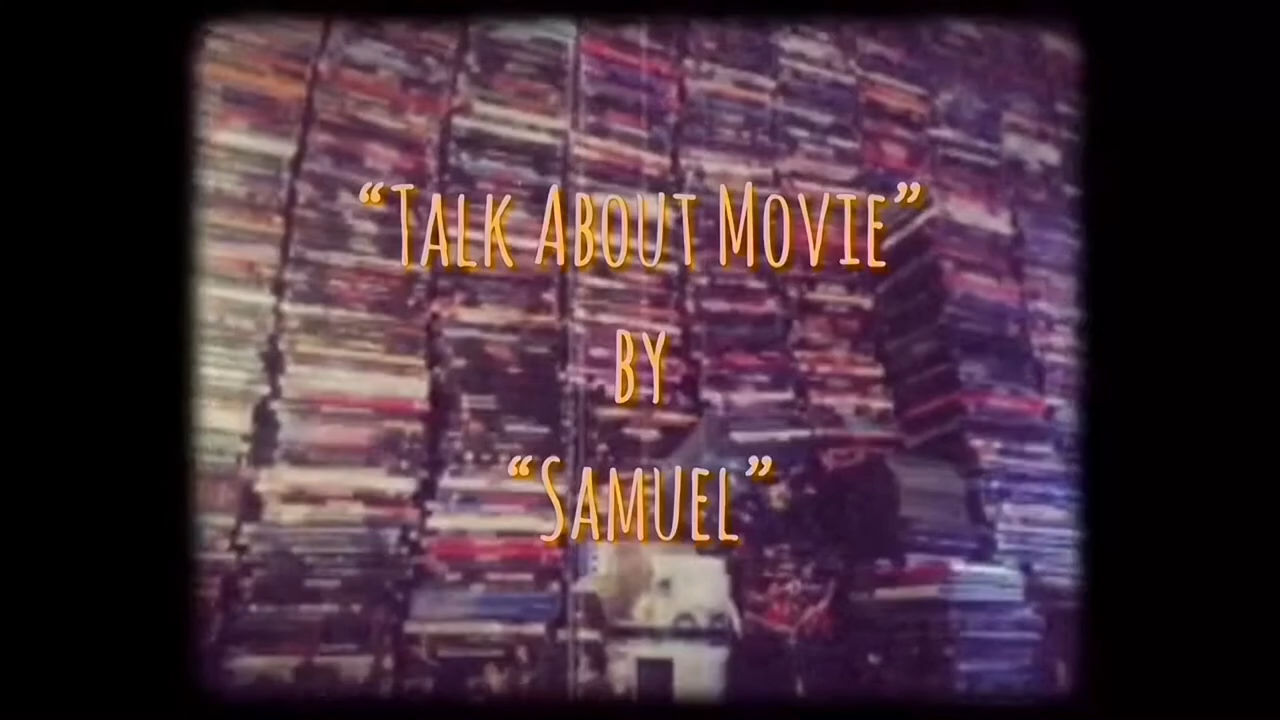 “Talk About Movie”
by
“Samuel”